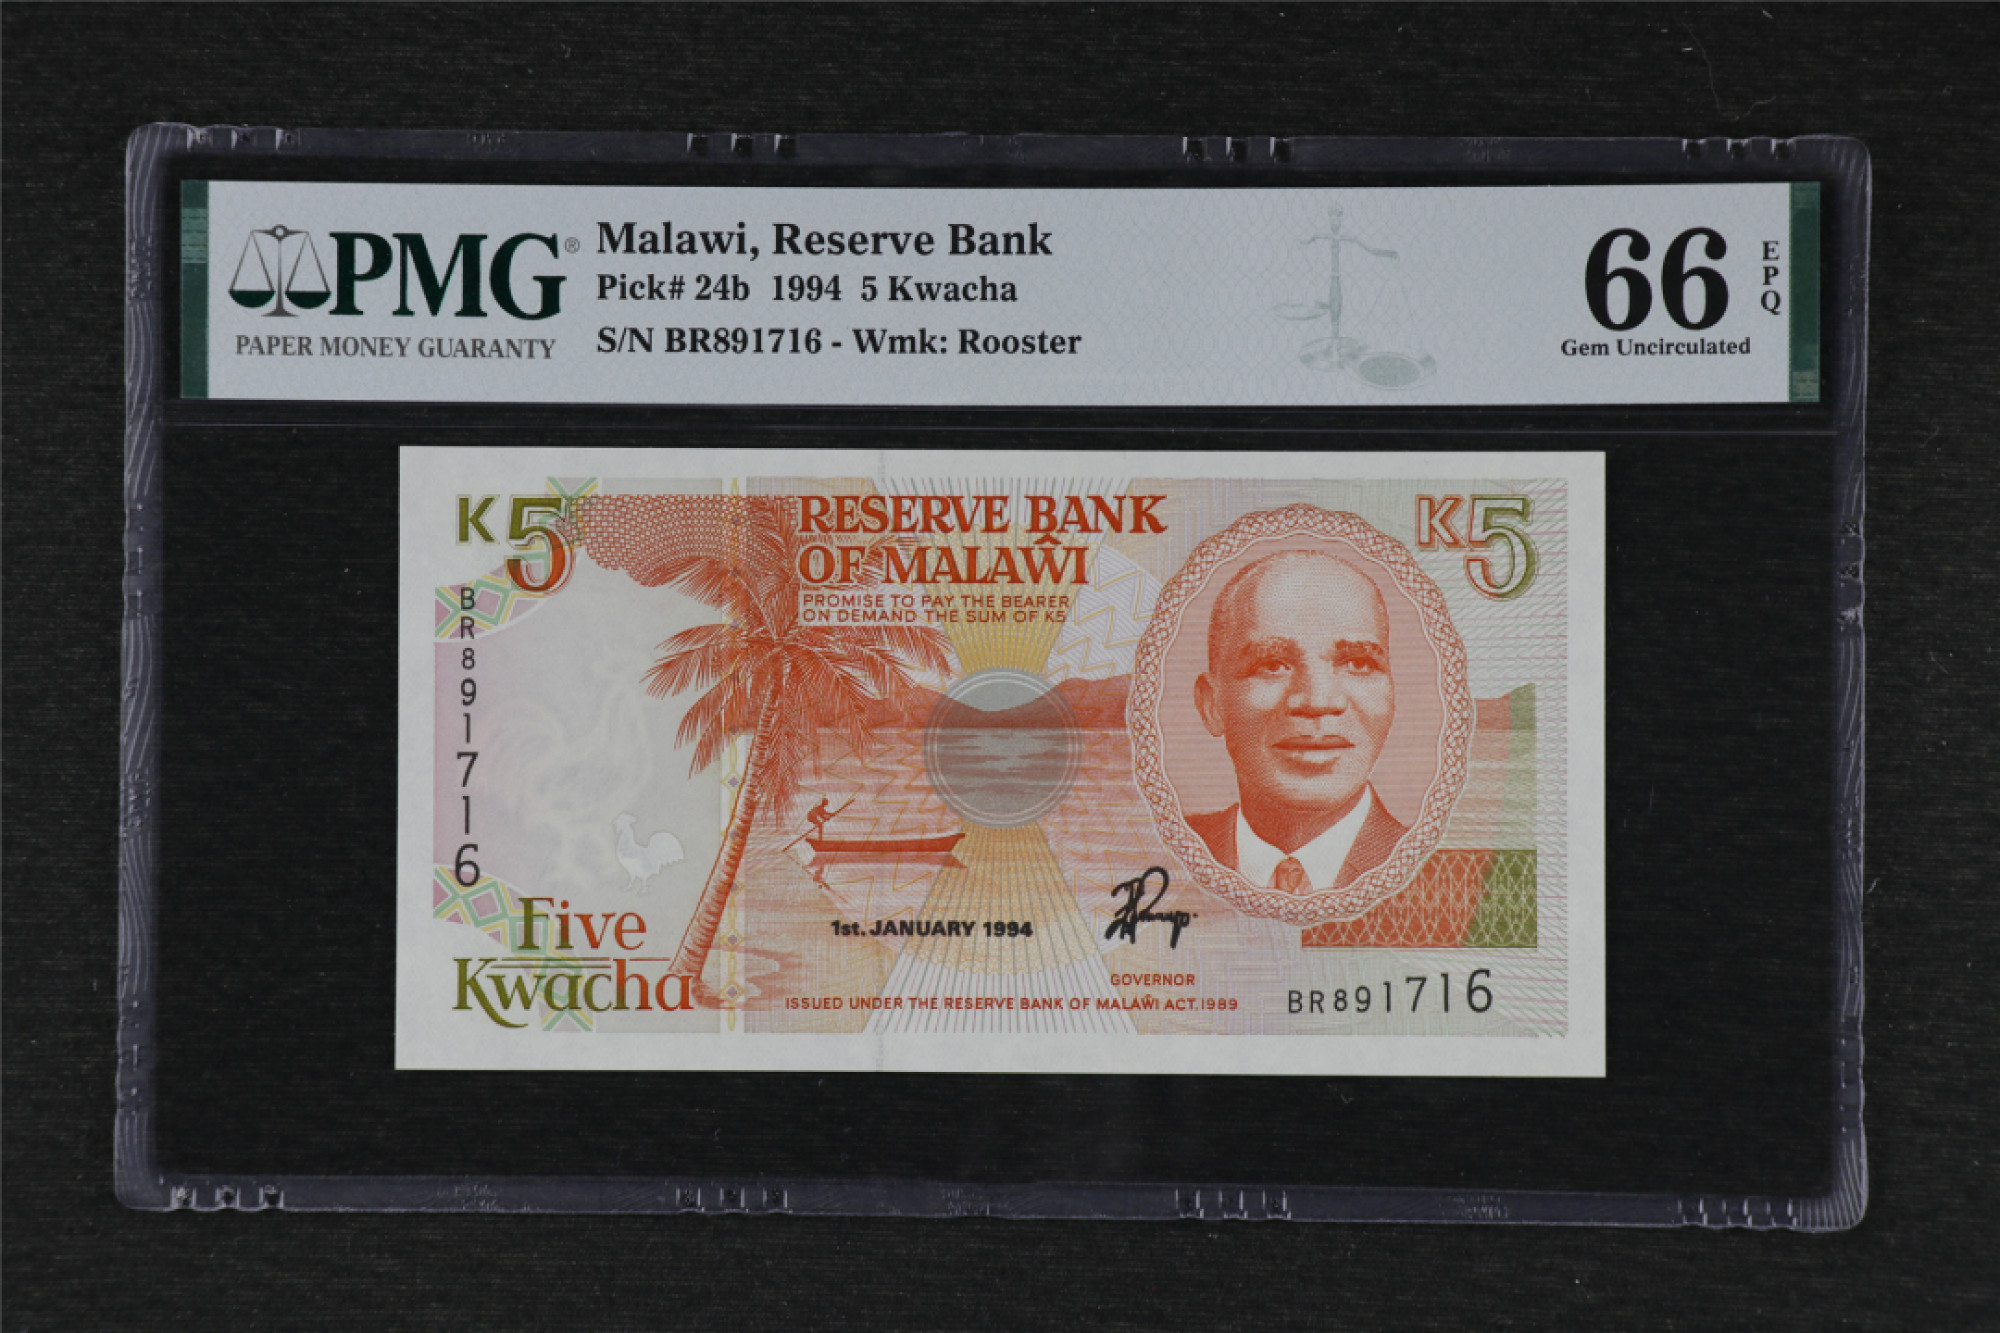 PMG®
PAPER MONEY GUARANTY
Malawi, Reserve Bank
Pick# 24b 1994 5 Kwacha
S/N BR891716 - Wmk: Rooster
66
EPQ
Gem Uncirculated
K5
RESERVE BANK
OF MALAŴI
PROMISE TO PAY THE BEARER
ON DEMAND THE SUM OF K5
K5
BR891716
1st. JANUARY 1994
Five
Kwacha
GOVERNOR
ISSUED UNDER THE RESERVE BANK OF MALAŴI ACT.1989
BR891716